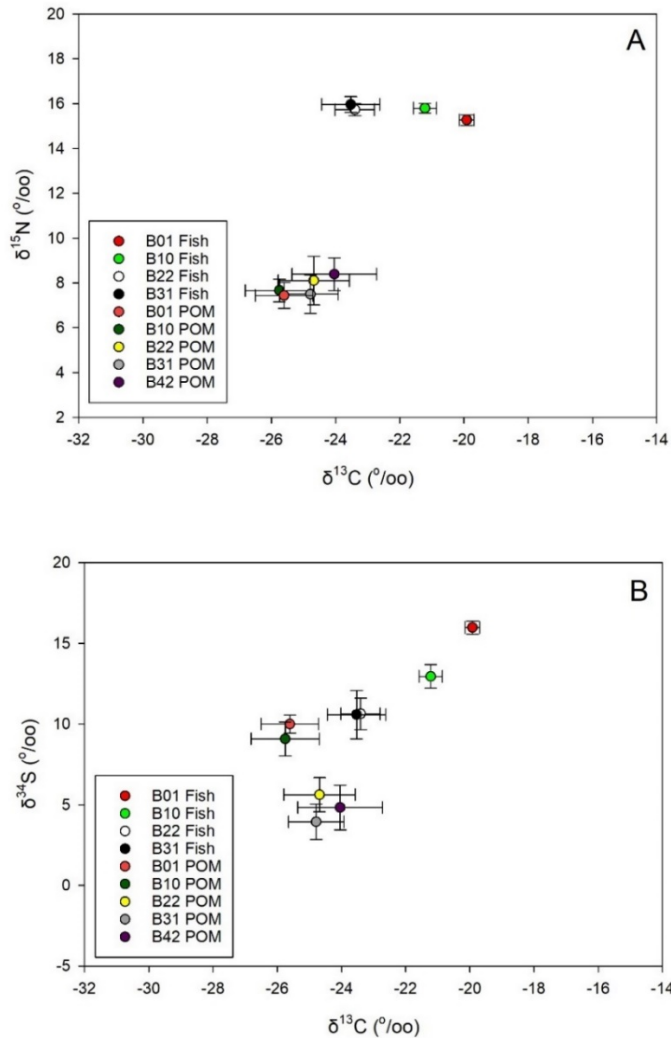 A
20
18
16
14
12
10
8
6
4
2
δ15N (°/oo)
B01 Fish
B10 Fish
B22 Fish
B31 Fish
B01 POM
B10 POM
B22 POM
B31 POM
B42 POM
-32 -30 -28 -26 -24 -22 -20 -18 -16 -14
δ13C (°/oo)
B
20
15
10
5
0
-5
δ34S (°/oo)
B01 Fish
B10 Fish
B22 Fish
B31 Fish
B01 POM
B10 POM
B22 POM
B31 POM
B42 POM
-32 -30 -28 -26 -24 -22 -20 -18 -16 -14
δ13C (°/oo)